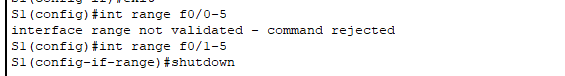 S1(config)#int range f0/0-5
interface range not validated - command rejected
S1(config)#int range f0/1-5
S1(config-if-range)#shutdown